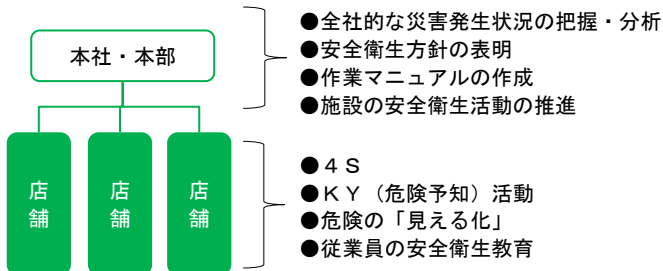 本社・本部
●全社的な災害発生状況の把握・分析
●安全衛生方針の表明
●作業マニュアルの作成
●施設の安全衛生活動の推進
店舗
店舗
店舗
●４Ｓ
●ＫＹ（危険予知）活動
●危険の「見える化」
●従業員の安全衛生教育